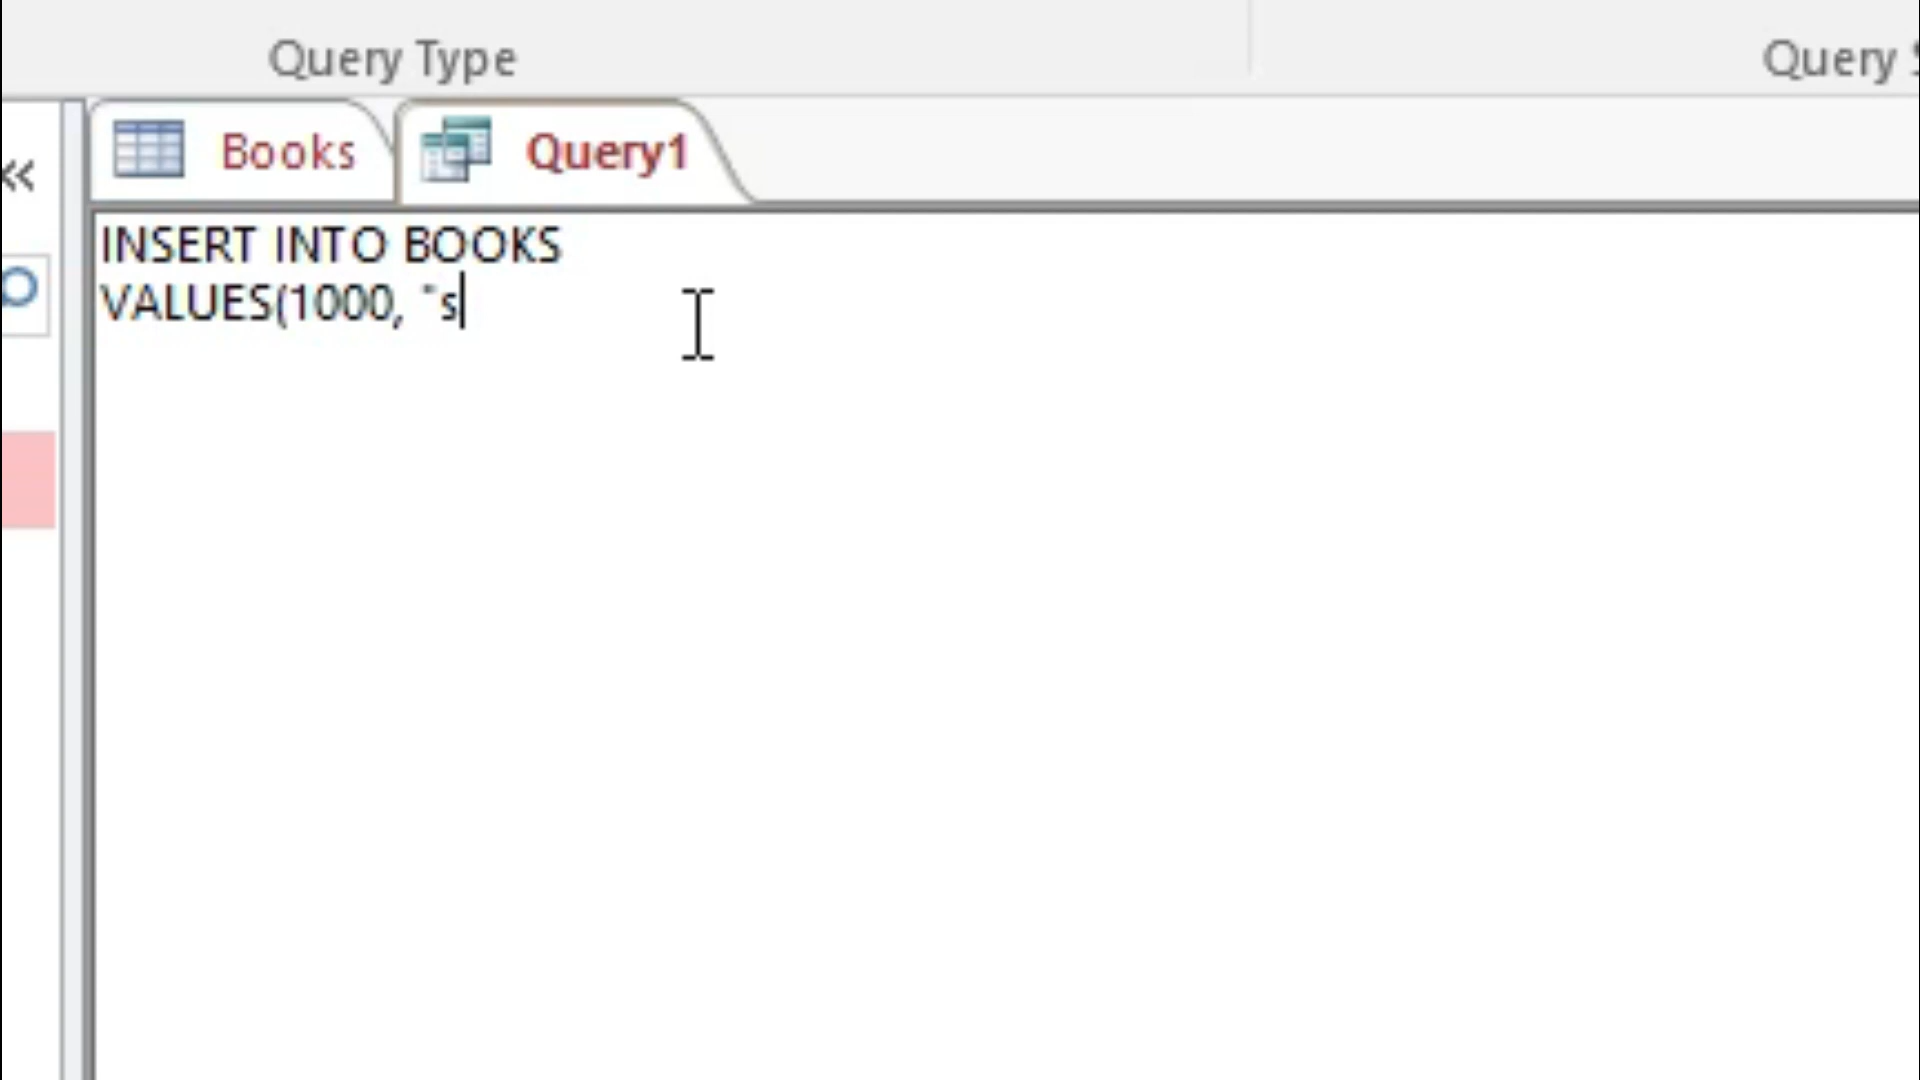 Query Type
Query S
Books
Query1
INSERT INTO BOOKS
VALUES(1000, "s